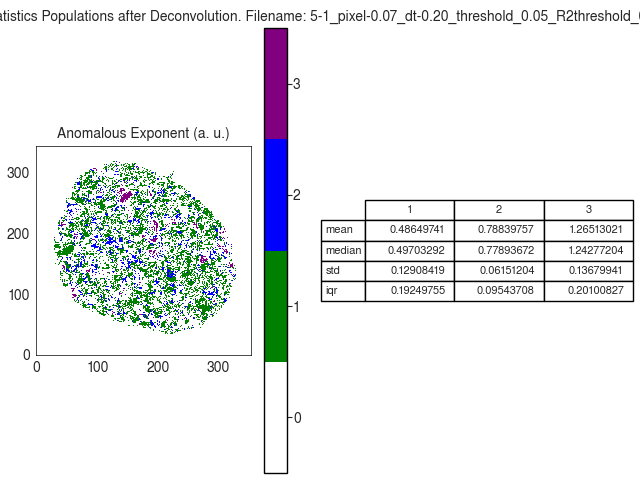 atistics Populations after Deconvolution. Filename: 5-1_pixel-0.07_dt-0.20_threshold_0.05_R2threshold_
Anomalous Exponent (a. u.)
300
200
100
0
0 100 200 300
3
2
1
0
1 2 3
mean 0.48649741 0.78839757 1.26513021
median 0.49703292 0.77893672 1.24277204
std 0.12908419 0.06151204 0.13679941
iqr 0.19249755 0.09543708 0.20100827